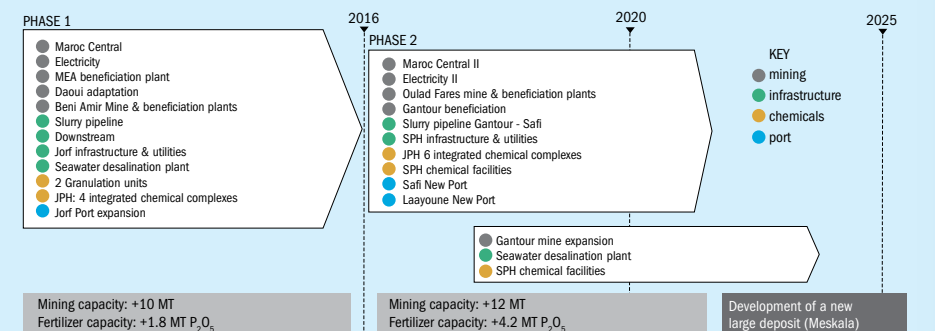 PHASE 1
2016
2020
2025
Maroc Central
Electricity
MEA beneficiation plant
Daoui adaptation
Beni Amir Mine & beneficiation plants
Slurry pipeline
Downstream
Jorf infrastructure & utilities
Seawater desalination plant
2 Granulation units
JPH: 4 integrated chemical complexes
Jorf Port expansion
PHASE 2
Maroc Central II
Electricity II
Oulad Fares mine & beneficiation plants
Gantour beneficiation
Slurry pipeline Gantour - Safi
SPH infrastructure & utilities
JPH 6 integrated chemical complexes
SPH chemical facilities
Safi New Port
Laayoune New Port
KEY
mining
infrastructure
chemicals
port
Gantour mine expansion
Seawater desalination plant
SPH chemical facilities
Mining capacity: +10 MT
Fertilizer capacity: +1.8 MT P₂O₅
Mining capacity: +12 MT
Fertilizer capacity: +4.2 MT P₂O₅
Development of a new
large deposit (Meskala)